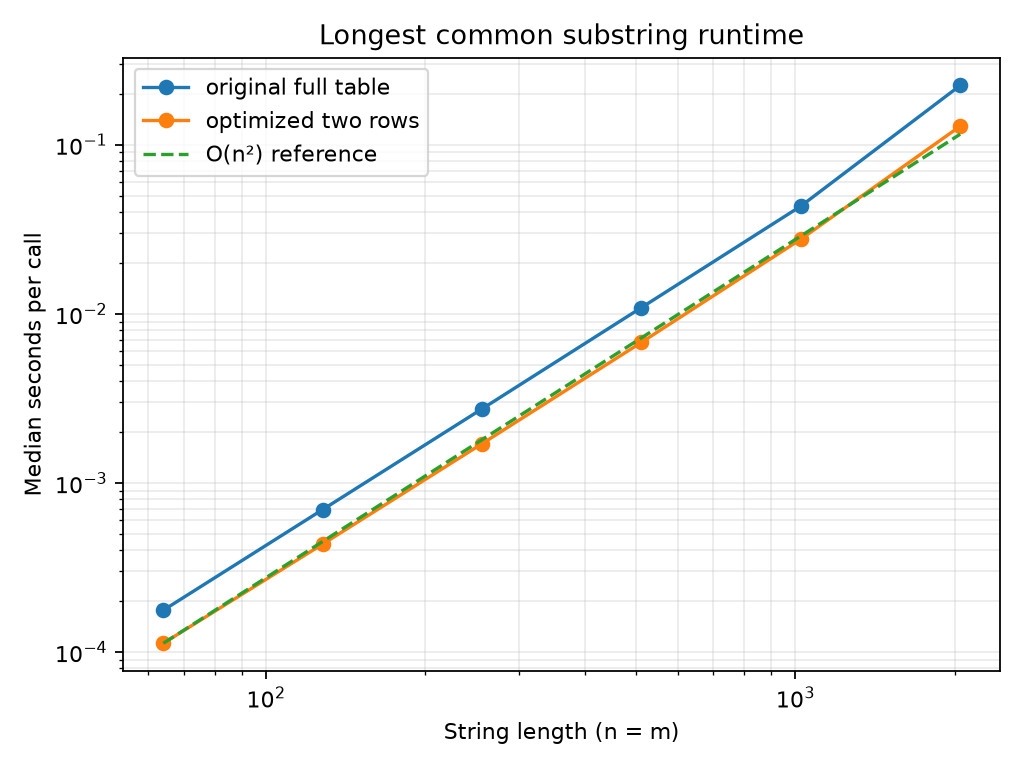 Longest common substring runtime
original full table
optimized two rows
O(n²) reference
Median seconds per call
10⁻¹
10⁻²
10⁻³
10⁻⁴
10²
10³
String length (n = m)